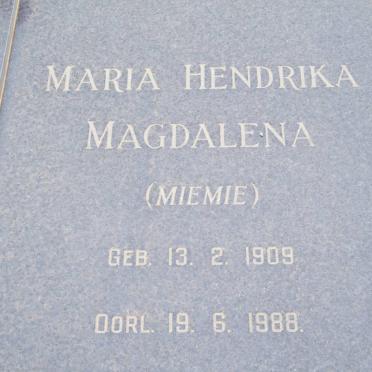 MARIA HENDRIKA
MAGDALENA
(MIEMIE)
GEB. 13. 2. 1909
OORL. 19. 6. 1988.